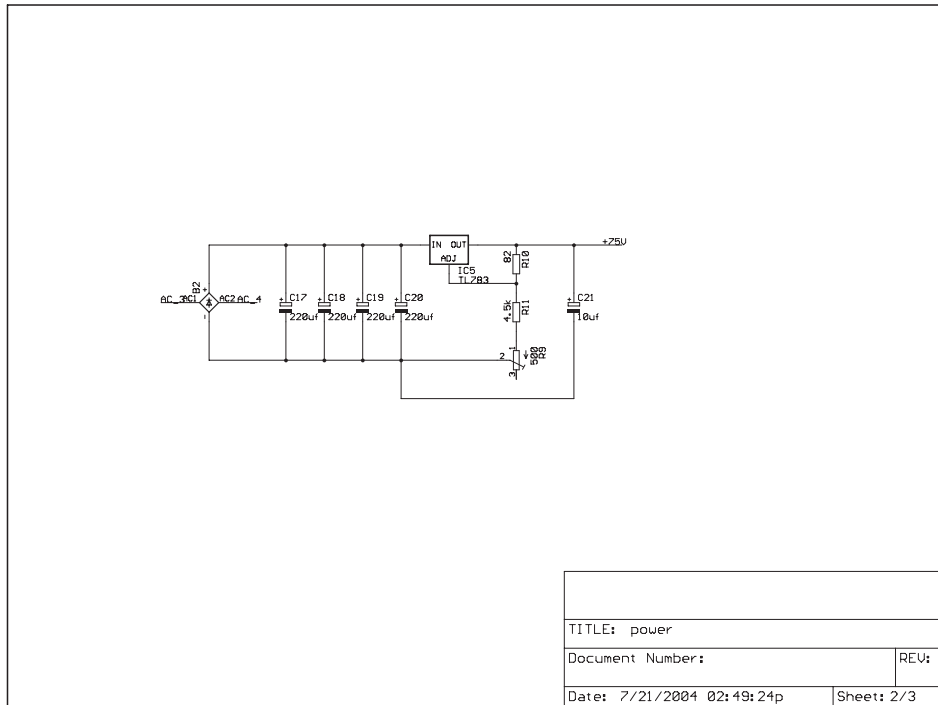 +75V
IN OUT
ADJ
IC5
TL783
82
R10
B2
+
AC_3 AC1
AC2 AC_4
-
+ C17
220uf
+ C18
220uf
+ C19
220uf
+ C20
220uf
4.5k
R11
+ C21
10uf
1
2
3
500
R9
TITLE: power
Document Number:
REV:
Date: 7/21/2004 02:49:24p
Sheet: 2/3